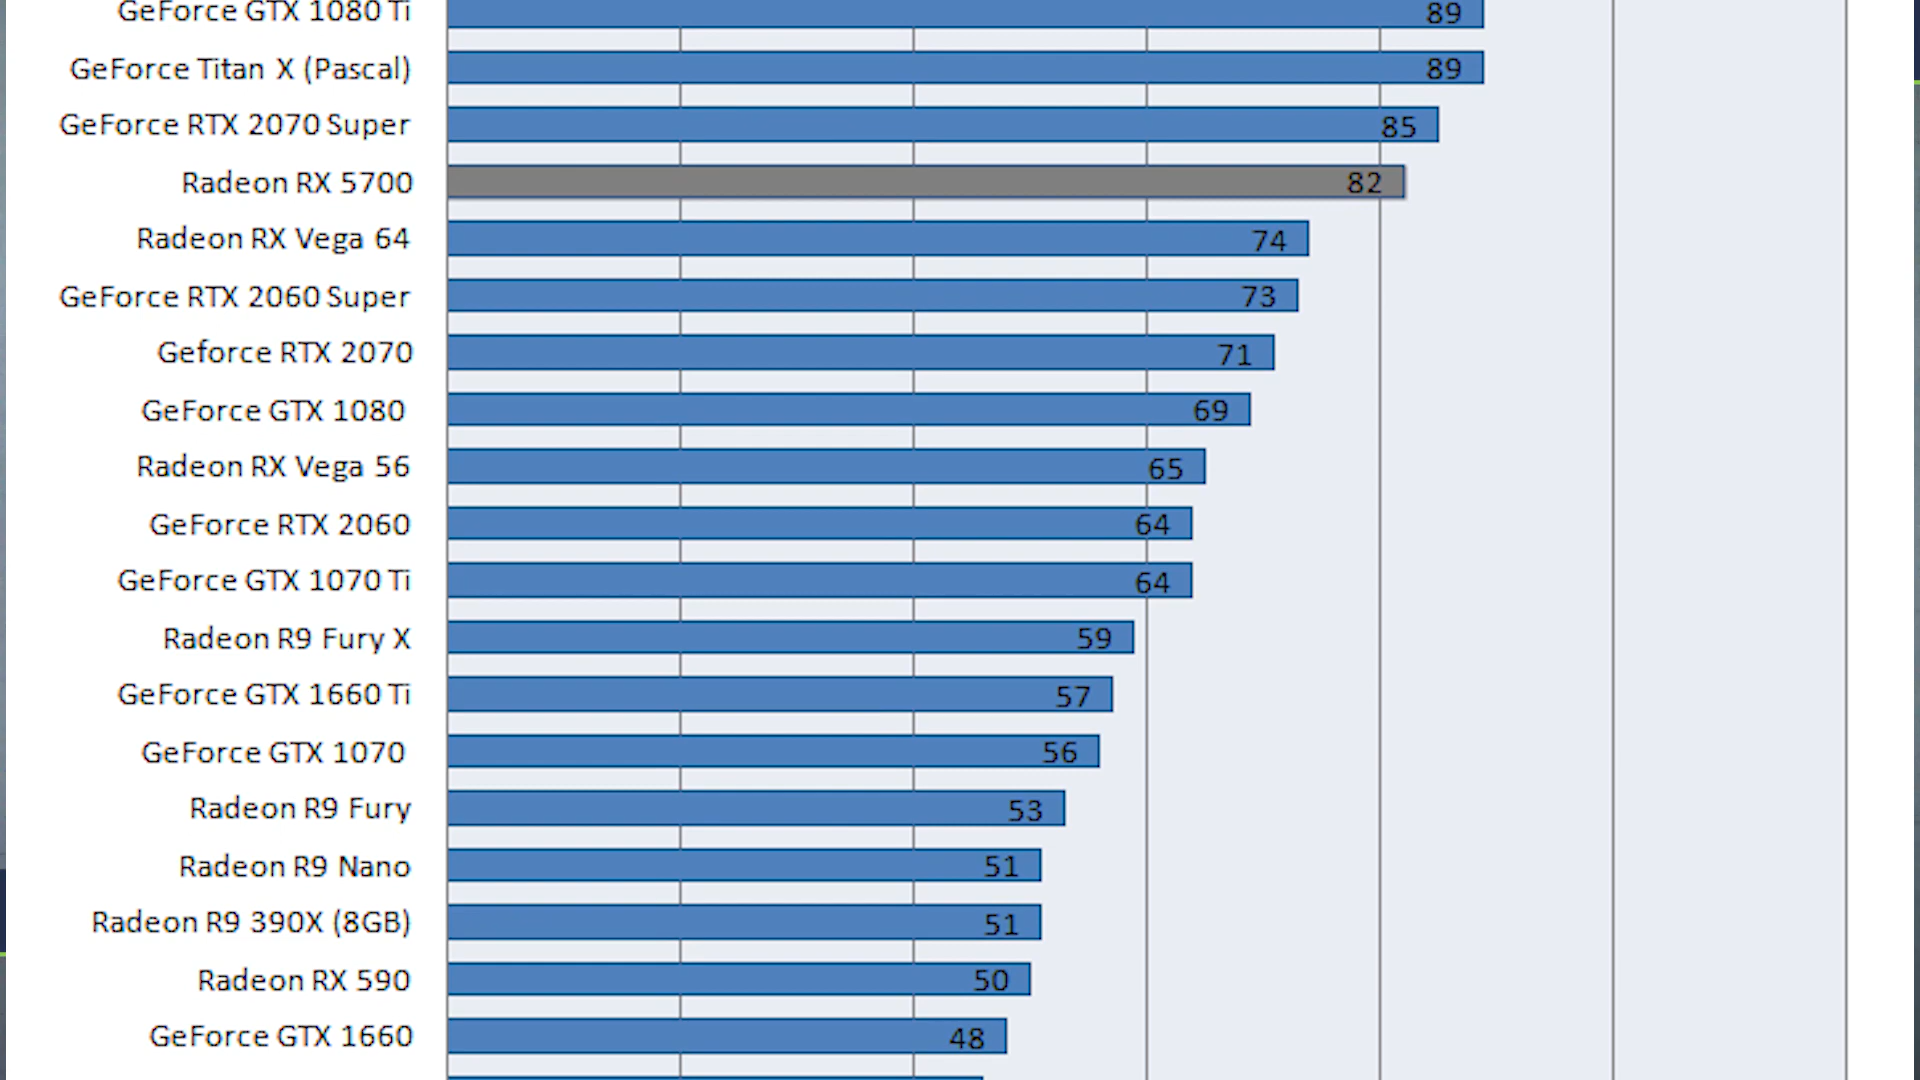 GeForce GTX 1080 Ti 89
GeForce Titan X (Pascal) 89
GeForce RTX 2070 Super 85
Radeon RX 5700 82
Radeon RX Vega 64 74
GeForce RTX 2060 Super 73
Geforce RTX 2070 71
GeForce GTX 1080 69
Radeon RX Vega 56 65
GeForce RTX 2060 64
GeForce GTX 1070 Ti 64
Radeon R9 Fury X 59
GeForce GTX 1660 Ti 57
GeForce GTX 1070 56
Radeon R9 Fury 53
Radeon R9 Nano 51
Radeon R9 390X (8GB) 51
Radeon RX 590 50
GeForce GTX 1660 48